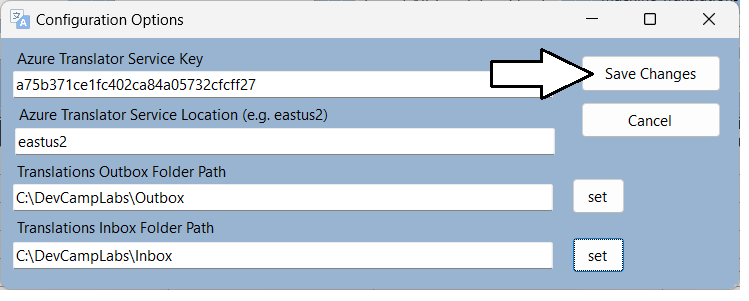 Configuration Options
Azure Translator Service Key
a75b371ce1fc402ca84a05732cfcff27
Save Changes
Azure Translator Service Location (e.g. eastus2)
Cancel
eastus2
Translations Outbox Folder Path
C:\DevCampLabs\Outbox
set
Translations Inbox Folder Path
C:\DevCampLabs\Inbox
set